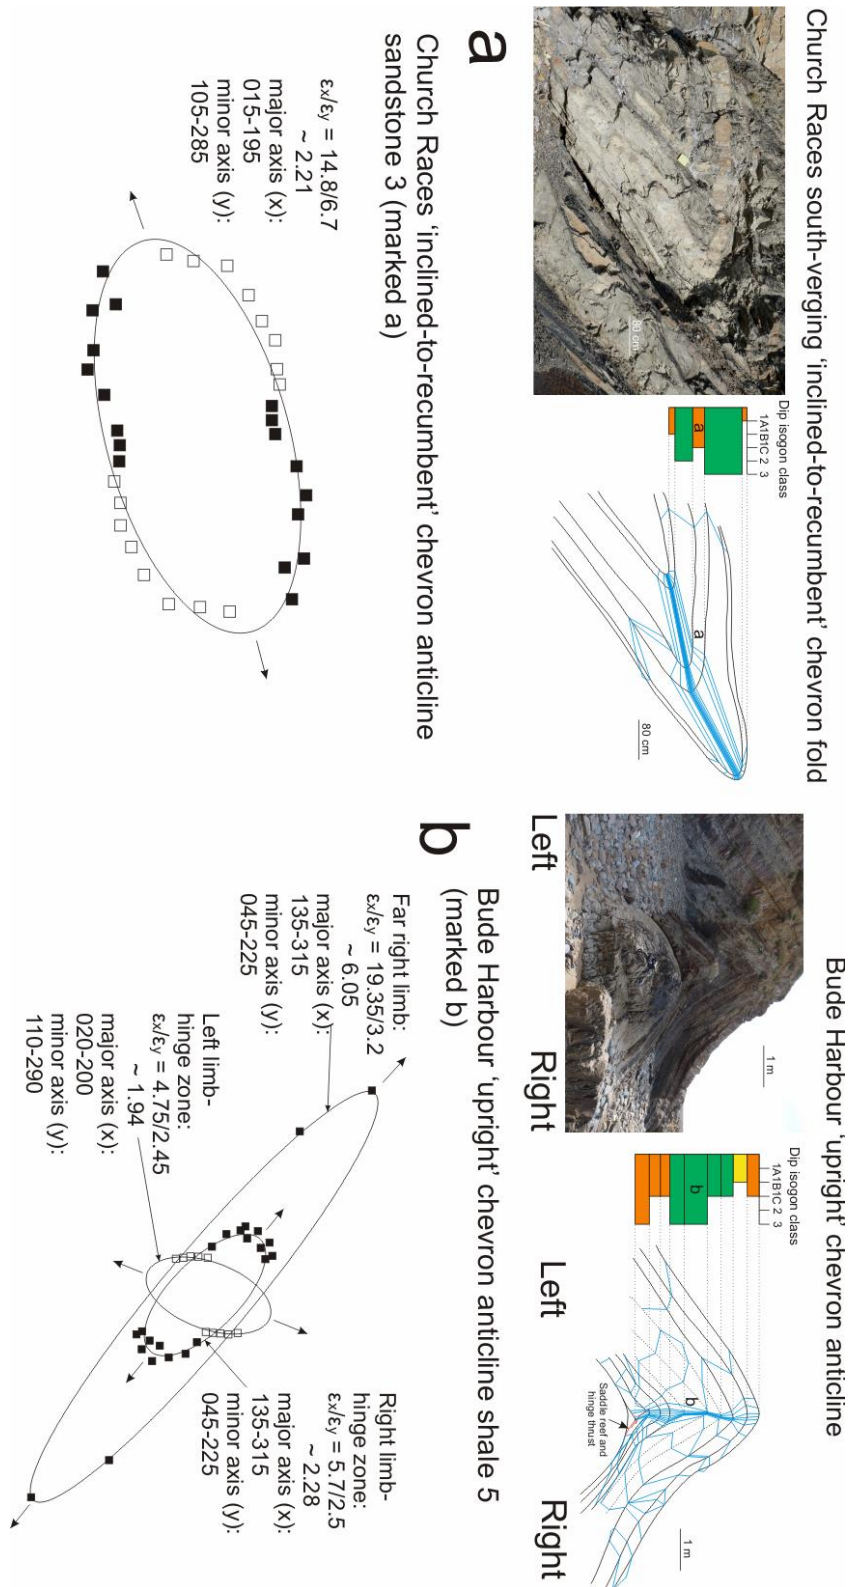 Church Races south-verging ‘inclined-to-recumbent’ chevron fold
80 cm
Dip isogon class
1A1B1C 2 3
a
a
80 cm
a
Church Races ‘inclined-to-recumbent’ chevron anticline
sandstone 3 (marked a)
εx/εy = 14.8/6.7
~ 2.21
major axis (x):
015-195
minor axis (y):
105-285
Bude Harbour ‘upright’ chevron anticline
1 m
Left
Right
Dip isogon class
1A1B1C 2 3
b
b
Left
Right
Saddle reef and
hinge thrust
1 m
b
Bude Harbour ‘upright’ chevron anticline shale 5
(marked b)
Far right limb:
εx/εy = 19.35/3.2
~ 6.05
major axis (x):
135-315
minor axis (y):
045-225
Left limb-
hinge zone:
εx/εy = 4.75/2.45
~ 1.94
major axis (x):
020-200
minor axis (y):
110-290
Right limb-
hinge zone:
εx/εy = 5.7/2.5
~ 2.28
major axis (x):
135-315
minor axis (y):
045-225